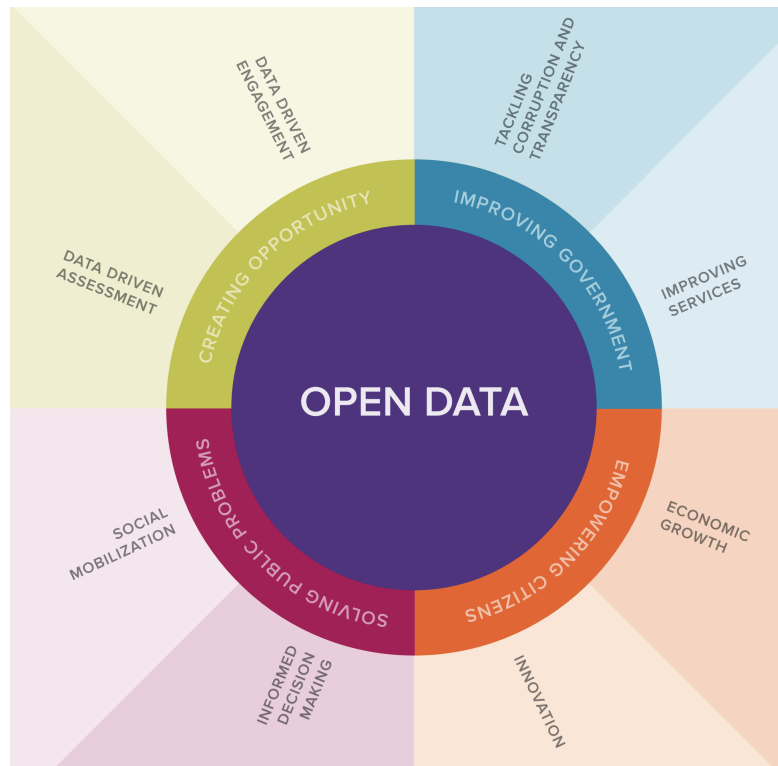 DATA DRIVEN
ENGAGEMENT
TACKLING
CORRUPTION AND
TRANSPARENCY
CREATING OPPORTUNITY
IMPROVING GOVERNMENT
DATA DRIVEN
ASSESSMENT
IMPROVING
SERVICES
OPEN DATA
SOCIAL
MOBILIZATION
SOLVING PUBLIC PROBLEMS
EMPOWERING CITIZENS
ECONOMIC
GROWTH
INFORMED
DECISION
MAKING
INNOVATION